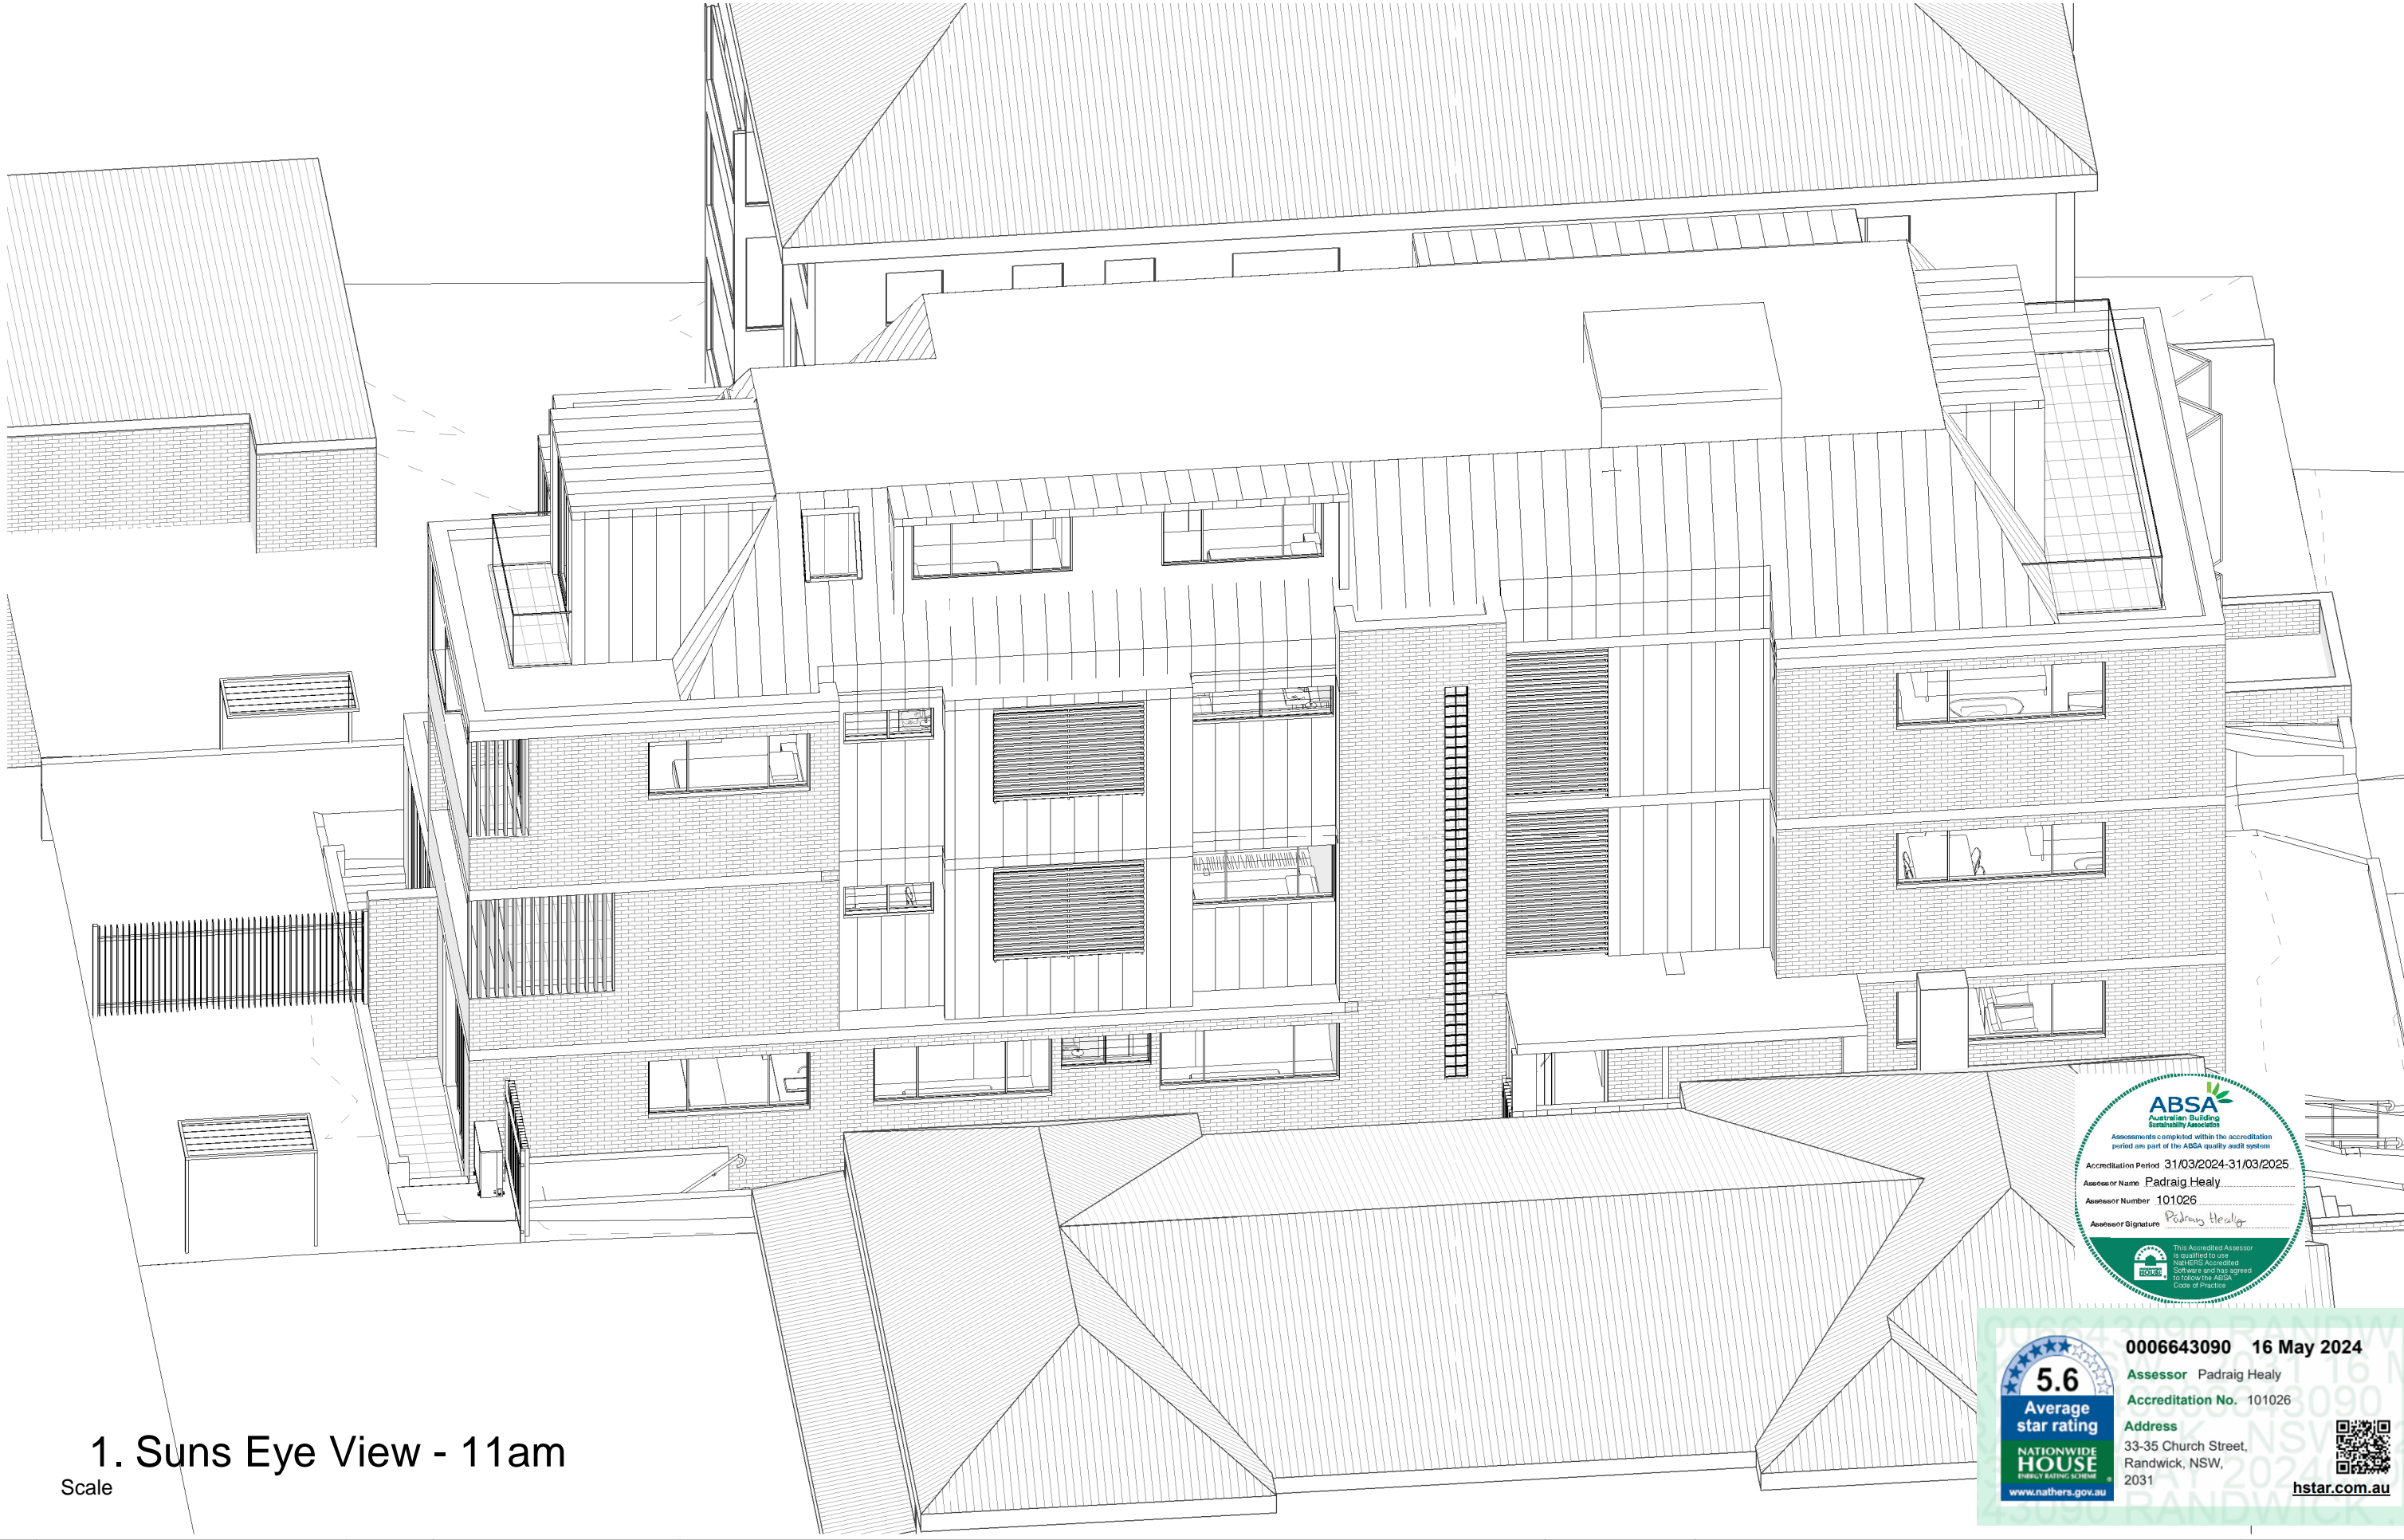 ABSA
Australian Building
Sustainability Association
Assessments completed within the accreditation
period are part of the ABSA quality audit system
Accreditation Period 31/03/2024-31/03/2025
Assessor Name Padraig Healy
Assessor Number 101026
Assessor Signature Padraig Healy
HOUSE
This Accredited Assessor
is qualified to use
NatHERS Accredited
Software and has agreed
to follow the ABSA
Code of Practice
5.6
Average
star rating
NATIONWIDE
HOUSE
ENERGY RATING SCHEME
www.nathers.gov.au
0006643090 16 May 2024
Assessor Padraig Healy
Accreditation No. 101026
Address
33-35 Church Street,
Randwick, NSW,
2031
hstar.com.au
1. Suns Eye View - 11am
Scale